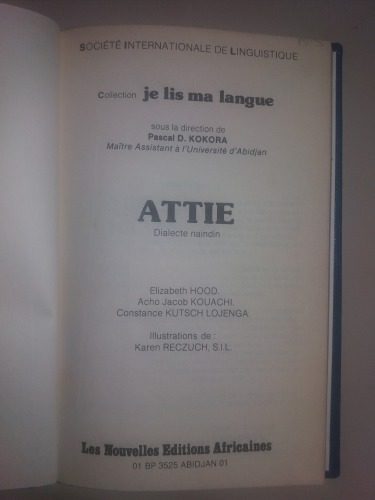 SOCIÉTÉ INTERNATIONALE DE LINGUISTIQUE
Collection je lis ma langue
sous la direction de
Pascal D. KOKORA
Maître Assistant à l'Université d'Abidjan
ATTIE
Dialecte naindin
Elizabeth HOOD.
Acho Jacob KOUACHI.
Constance KUTSCH LOJENGA.
Illustrations de :
Karen RECZUCH, S.I.L.
Les Nouvelles Editions Africaines
01 BP 3525 ABIDJAN 01